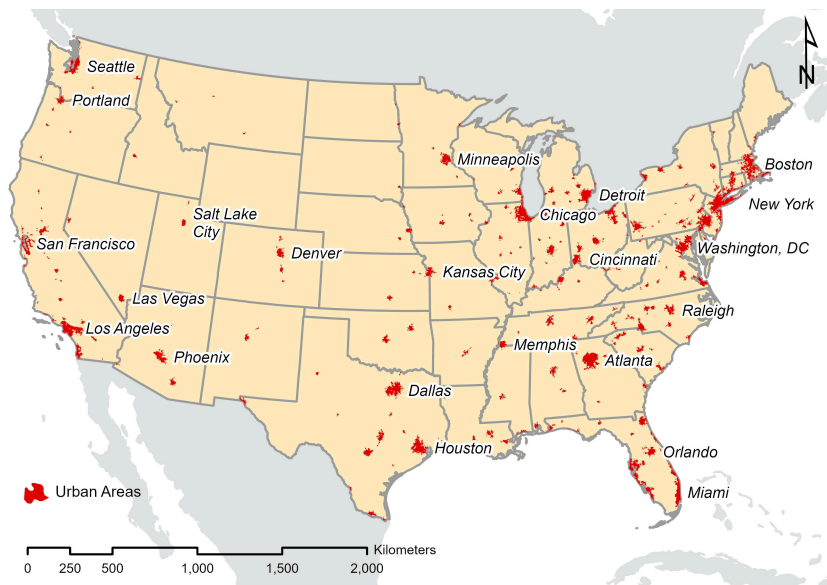 N
Seattle
Portland
Minneapolis
Boston
Detroit
New York
Salt Lake
City
Chicago
San Francisco
Denver
Washington, DC
Cincinnati
Kansas City
Las Vegas
Raleigh
Los Angeles
Memphis
Phoenix
Atlanta
Dallas
Houston
Orlando
Urban Areas
Miami
Kilometers
0 250 500 1,000 1,500 2,000